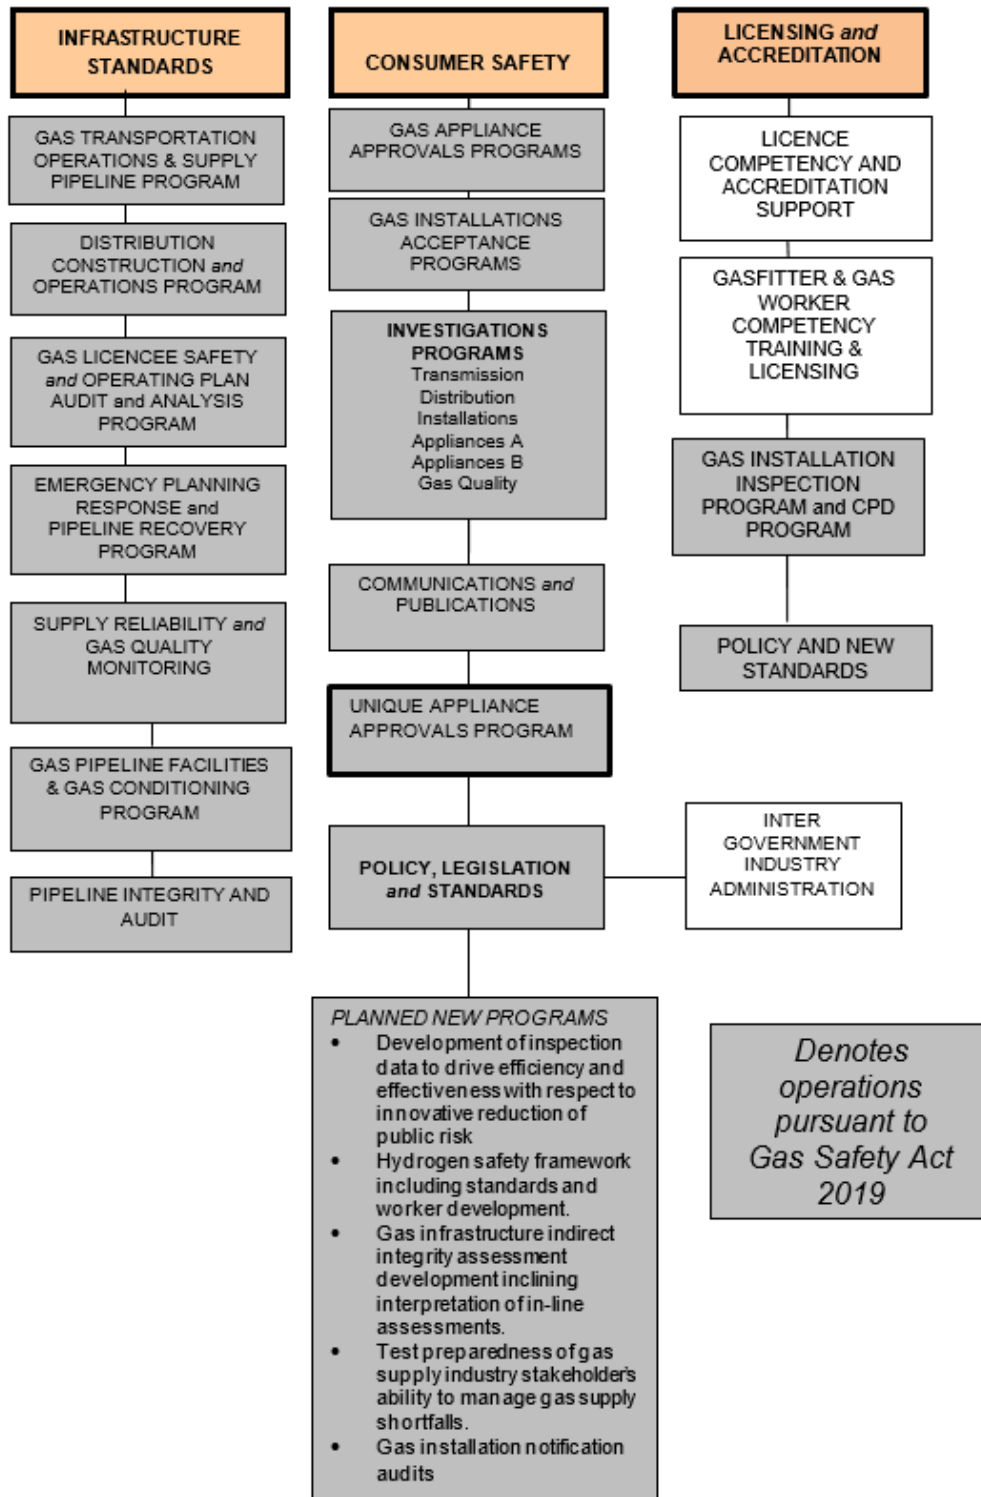 INFRASTRUCTURE
STANDARDS
GAS TRANSPORTATION
OPERATIONS & SUPPLY
PIPELINE PROGRAM
DISTRIBUTION
CONSTRUCTION and
OPERATIONS PROGRAM
GAS LICENCEE SAFETY
and OPERATING PLAN
AUDIT and ANALYSIS
PROGRAM
EMERGENCY PLANNING
RESPONSE and
PIPELINE RECOVERY
PROGRAM
SUPPLY RELIABILITY and
GAS QUALITY
MONITORING
GAS PIPELINE FACILITIES
& GAS CONDITIONING
PROGRAM
PIPELINE INTEGRITY AND
AUDIT
CONSUMER SAFETY
GAS APPLIANCE
APPROVALS PROGRAMS
GAS INSTALLATIONS
ACCEPTANCE
PROGRAMS
INVESTIGATIONS
PROGRAMS
Transmission
Distribution
Installations
Appliances A
Appliances B
Gas Quality
COMMUNICATIONS and
PUBLICATIONS
UNIQUE APPLIANCE
APPROVALS PROGRAM
POLICY, LEGISLATION
and STANDARDS
INTER
GOVERNMENT
INDUSTRY
ADMINISTRATION
PLANNED NEW PROGRAMS
• Development of inspection
data to drive efficiency and
effectiveness with respect to
innovative reduction of
public risk
• Hydrogen safety framework
including standards and
worker development.
• Gas infrastructure indirect
integrity assessment
development inclining
interpretation of in-line
assessments.
• Test preparedness of gas
supply industry stakeholder's
ability to manage gas supply
shortfalls.
• Gas installation notification
audits
LICENSING and
ACCREDITATION
LICENCE
COMPETENCY AND
ACCREDITATION
SUPPORT
GASFITTER & GAS
WORKER
COMPETENCY
TRAINING &
LICENSING
GAS INSTALLATION
INSPECTION
PROGRAM and CPD
PROGRAM
POLICY AND NEW
STANDARDS
Denotes
operations
pursuant to
Gas Safety Act
2019